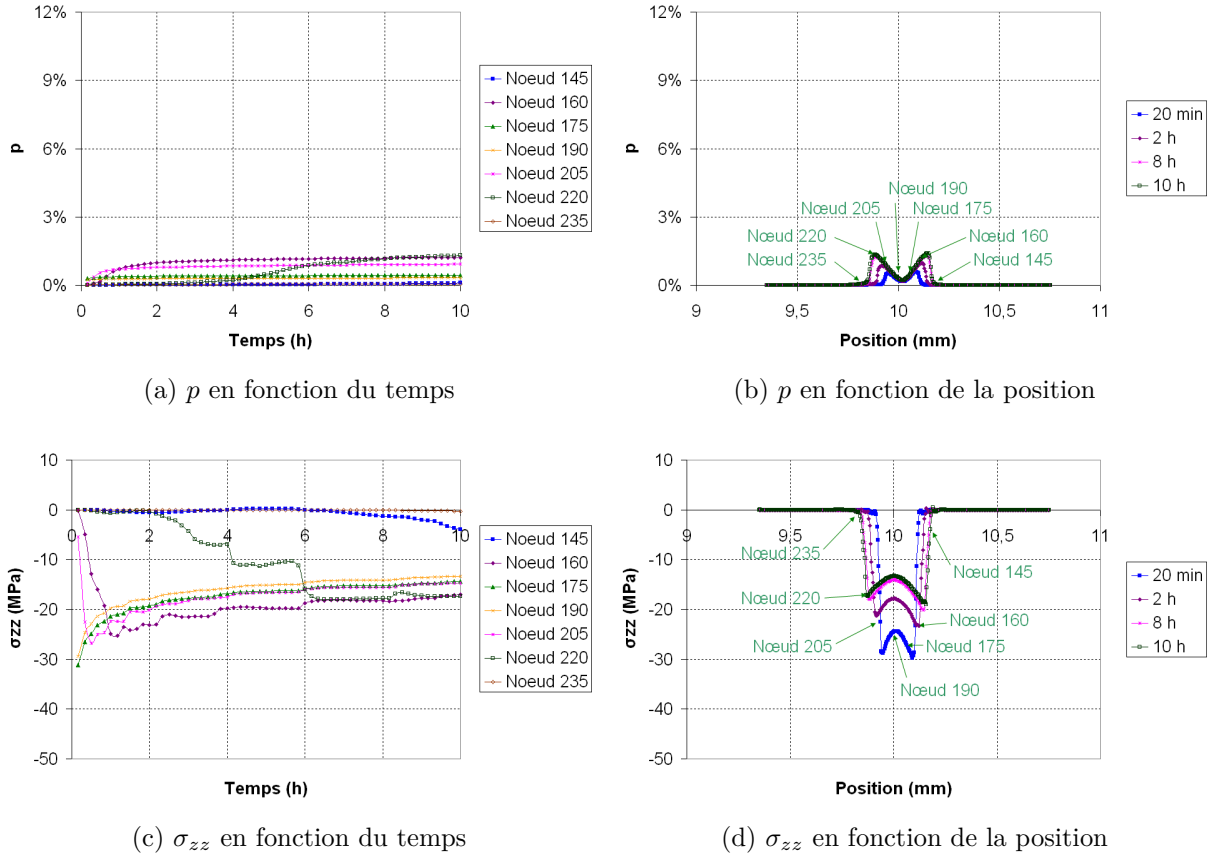 12%
9%
6%
3%
0%
p
0 2 4 6 8 10
Temps (h)
Noeud 145
Noeud 160
Noeud 175
Noeud 190
Noeud 205
Noeud 220
Noeud 235
(a) p en fonction du temps
12%
9%
6%
3%
0%
p
Nœud 190
Nœud 205
Nœud 175
Nœud 220
Nœud 160
Nœud 235
Nœud 145
9 9,5 10 10,5 11
Position (mm)
20 min
2 h
8 h
10 h
(b) p en fonction de la position
10
0
-10
-20
-30
-40
-50
σzz (MPa)
0 2 4 6 8 10
Temps (h)
Noeud 145
Noeud 160
Noeud 175
Noeud 190
Noeud 205
Noeud 220
Noeud 235
(c) σzz en fonction du temps
10
0
-10
-20
-30
-40
-50
σzz (MPa)
9 9,5 10 10,5 11
Nœud 235
Nœud 145
Nœud 220
Nœud 160
Nœud 205
Nœud 175
Nœud 190
Position (mm)
20 min
2 h
8 h
10 h
(d) σzz en fonction de la position